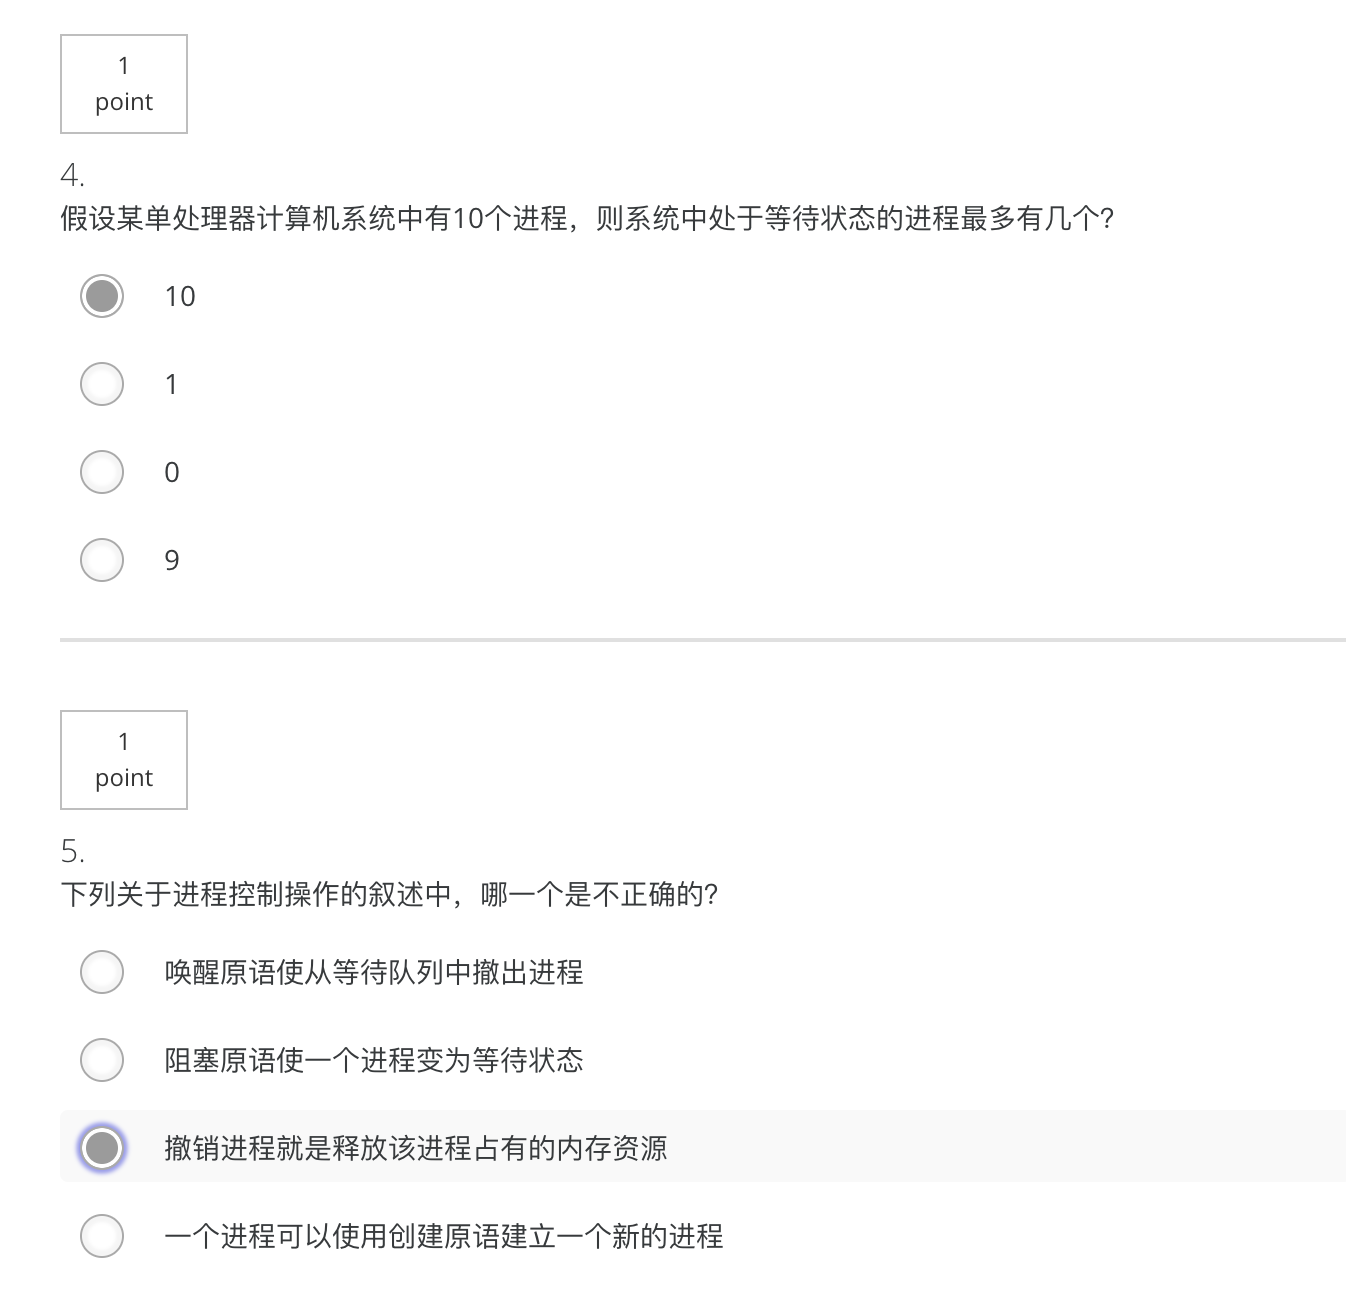 1
point
4.
假设某单处理器计算机系统中有10个进程，则系统中处于等待状态的进程最多有几个？
10
1
0
9
1
point
5.
下列关于进程控制操作的叙述中，哪一个是不正确的？
唤醒原语使从等待队列中撤出进程
阻塞原语使一个进程变为等待状态
撤销进程就是释放该进程占有的内存资源
一个进程可以使用创建原语建立一个新的进程